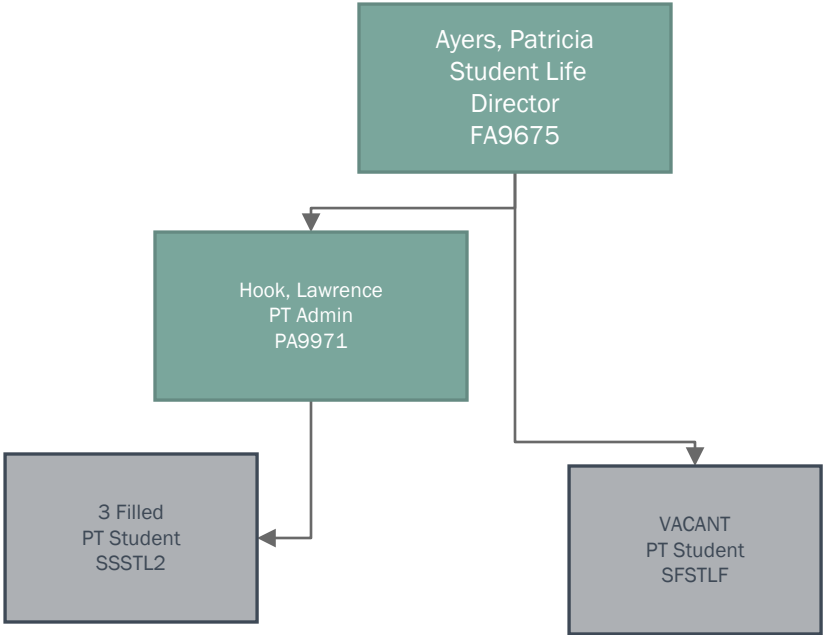 Ayers, Patricia
Student Life
Director
FA9675
Hook, Lawrence
PT Admin
PA9971
3 Filled
PT Student
SSSTL2
VACANT
PT Student
SFSTLF